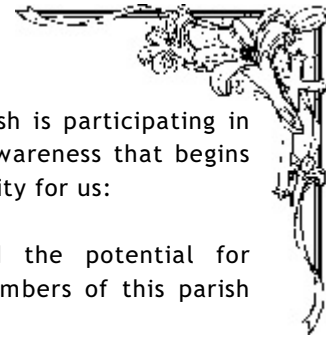 sh is participating in
wareness that begins
ity for us:
the potential for
mbers of this parish